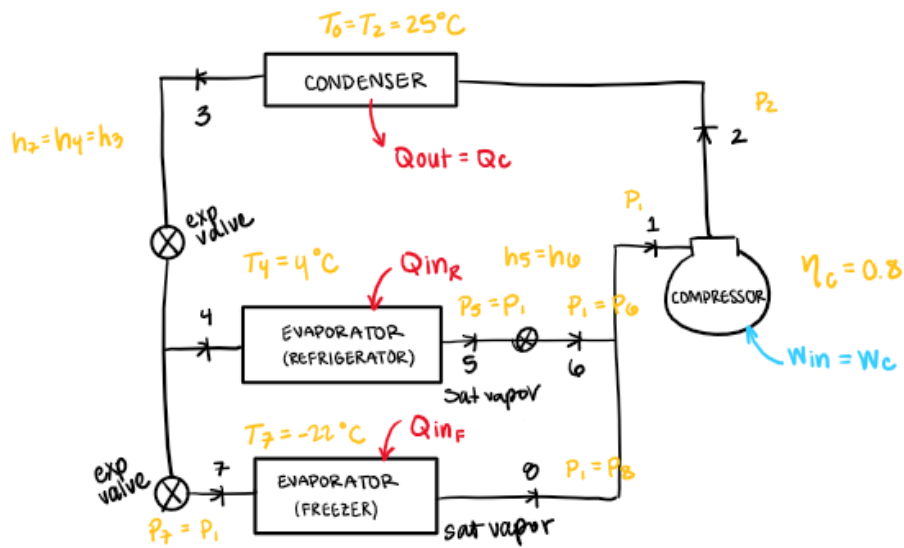 T₀ = T₂ = 25°C
CONDENSER
3
P₂
2
h₇ = h₄ = h₃
Qout = Qc
P₁
1
exp valve
T₄ = 4°C
Qin_R
h₅ = h₆
η_c = 0.8
COMPRESSOR
4
P₅ = P₁
P₁ = P₆
EVAPORATOR
(REFRIGERATOR)
5
6
sat vapor
Win = Wc
T₇ = -22°C
Qin_F
exp valve
7
EVAPORATOR
(FREEZER)
8
P₁ = P₈
P₇ = P₁
sat vapor